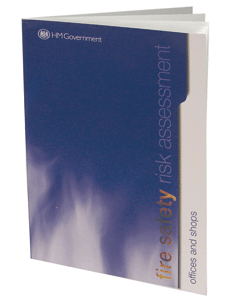 HM Government
fire safety risk assessment
offices and shops